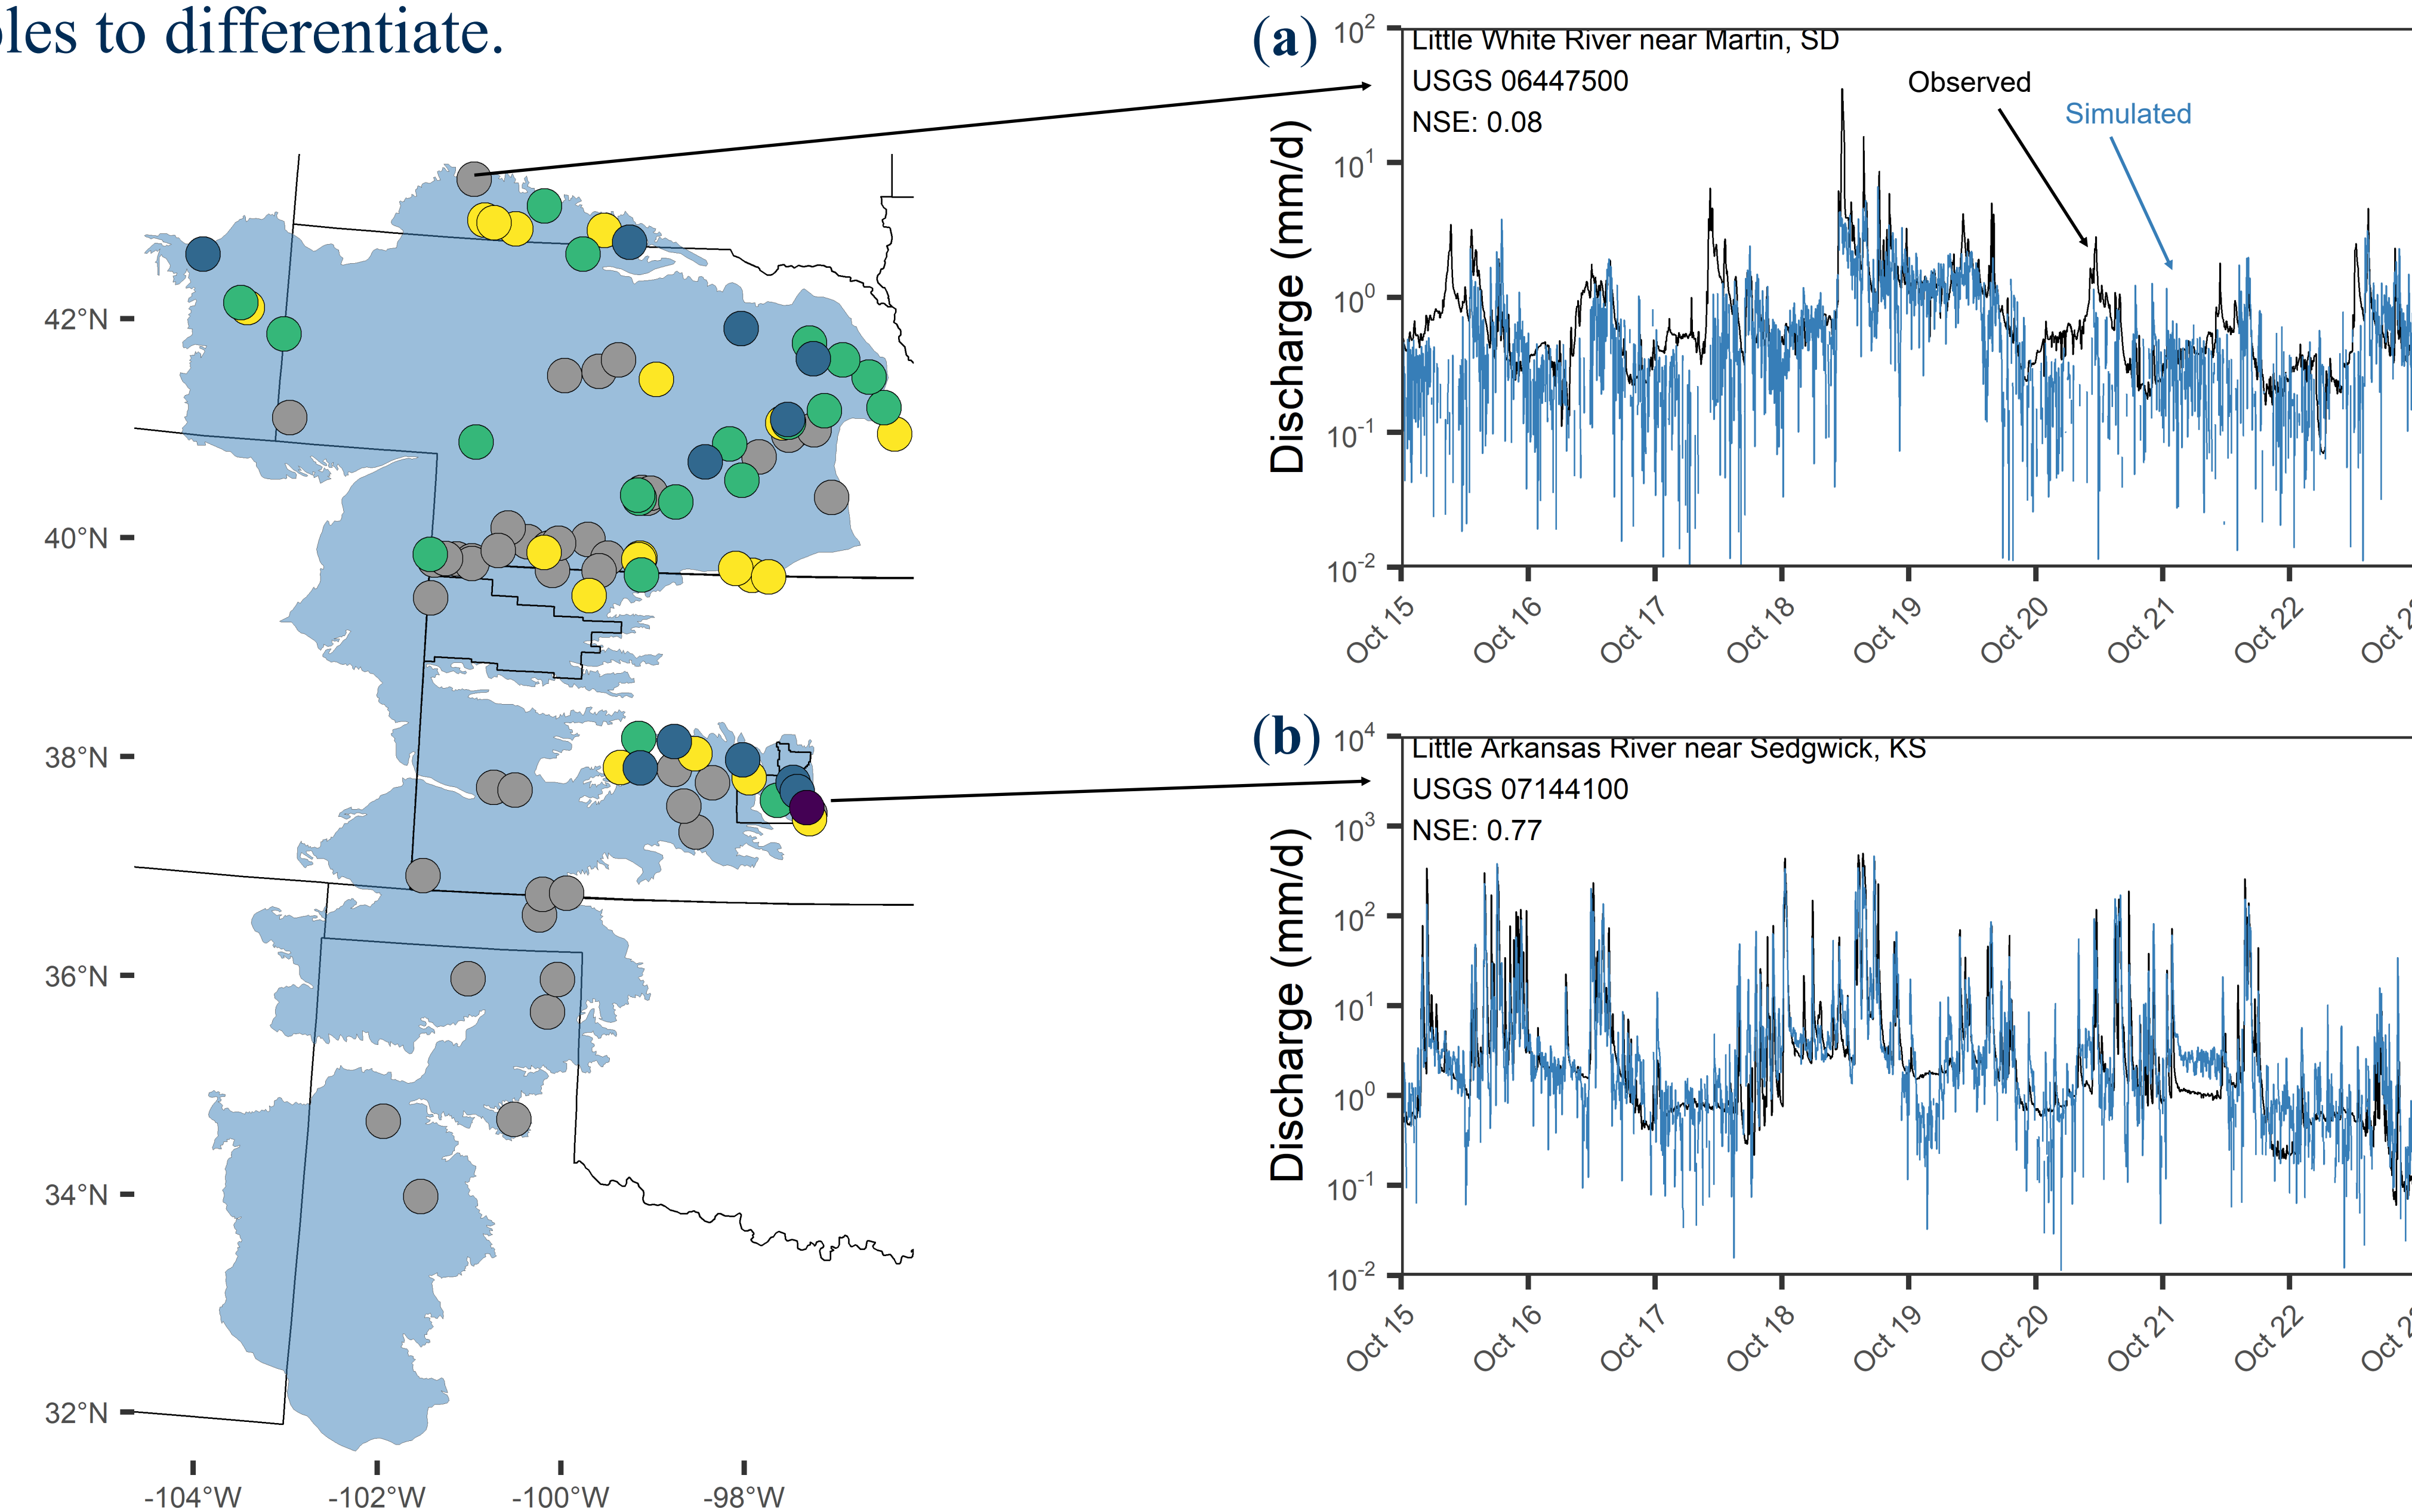 to differentiate.
42°N
40°N
38°N
36°N
34°N
32°N
-104°W
-102°W
-100°W
-98°W
(a)
Little White River near Martin, SD
USGS 06447500
NSE: 0.08
Observed
Simulated
Discharge (mm/d)
10²
10¹
10⁰
10⁻¹
10⁻²
Oct 15
Oct 16
Oct 17
Oct 18
Oct 19
Oct 20
Oct 21
Oct 22
Oct
(b)
Little Arkansas River near Sedgwick, KS
USGS 07144100
NSE: 0.77
Discharge (mm/d)
10⁴
10³
10²
10¹
10⁰
10⁻¹
10⁻²
Oct 15
Oct 16
Oct 17
Oct 18
Oct 19
Oct 20
Oct 21
Oct 22
Oct